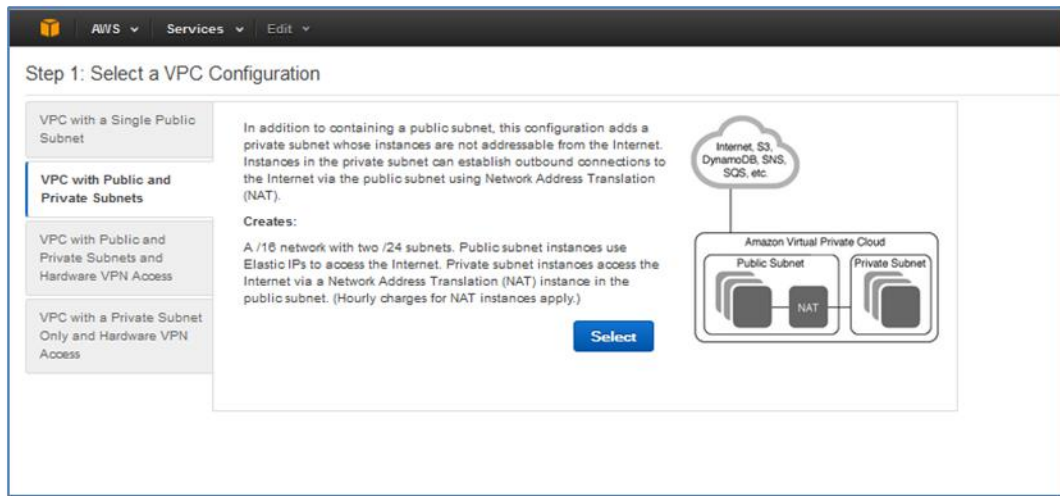 AWS Services Edit
Step 1: Select a VPC Configuration
VPC with a Single Public
Subnet
VPC with Public and
Private Subnets
VPC with Public and
Private Subnets and
Hardware VPN Access
VPC with a Private Subnet
Only and Hardware VPN
Access
In addition to containing a public subnet, this configuration adds a
private subnet whose instances are not addressable from the Internet.
Instances in the private subnet can establish outbound connections to
the Internet via the public subnet using Network Address Translation
(NAT).
Creates:
A /16 network with two /24 subnets. Public subnet instances use
Elastic IPs to access the Internet. Private subnet instances access the
Internet via a Network Address Translation (NAT) instance in the
public subnet. (Hourly charges for NAT instances apply.)
Select
Internet, S3,
DynamoDB, SNS,
SQS, etc.
Amazon Virtual Private Cloud
Public Subnet
Private Subnet
NAT